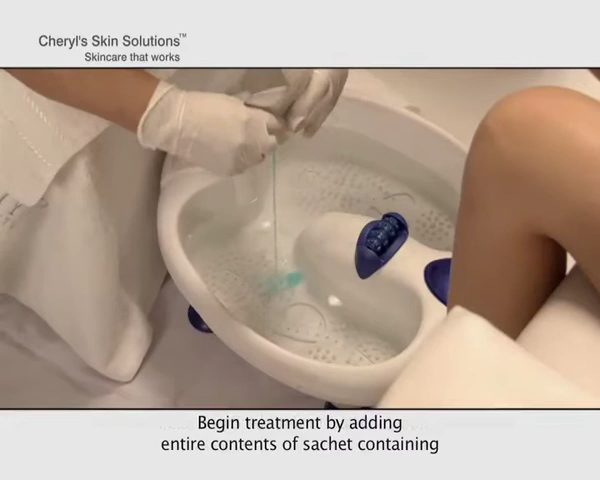 Cheryl's Skin Solutions™
Skincare that works
Begin treatment by adding
entire contents of sachet containing